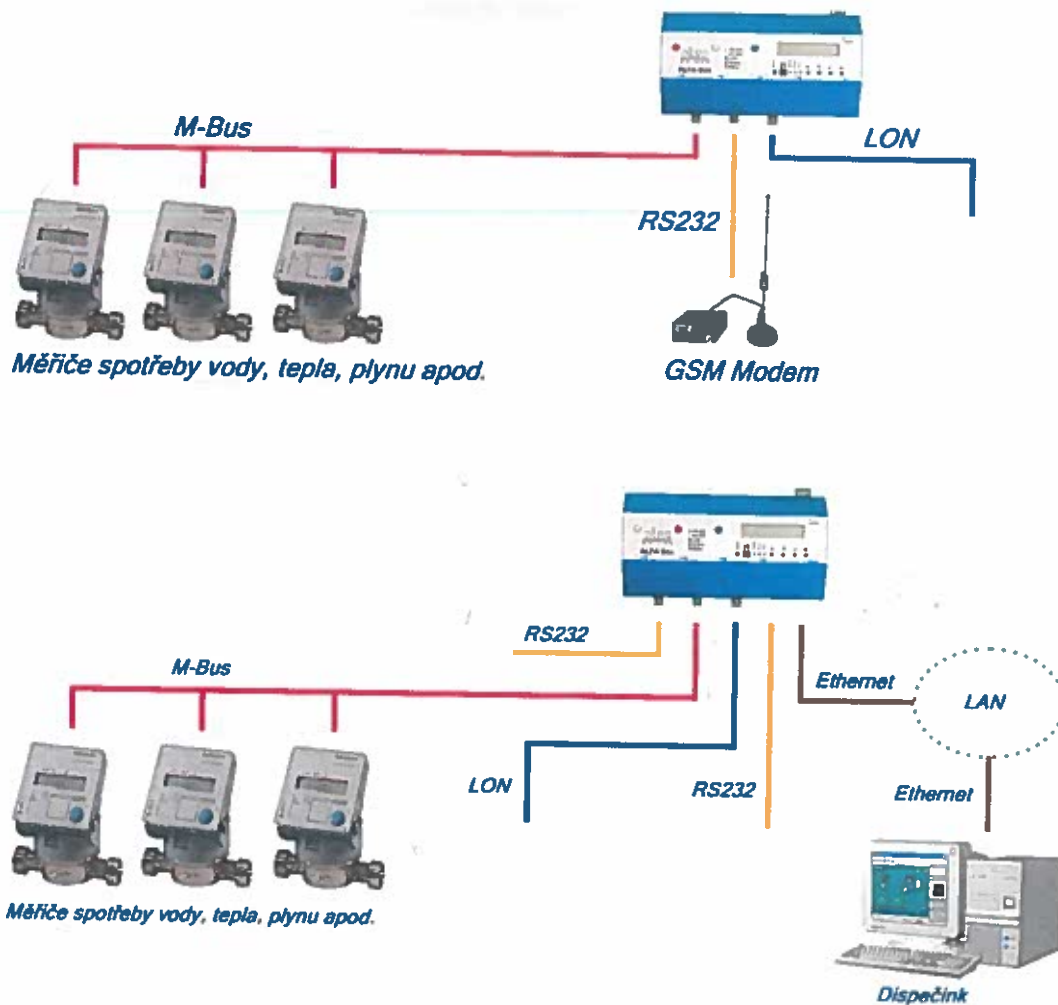 M-Bus
LON
RS232
Měřiče spotřeby vody, tepla, plynu apod.
GSM Modem
RS232
M-Bus
Ethernet
LAN
LON
RS232
Ethernet
Měřiče spotřeby vody, tepla, plynu apod.
Dispečink